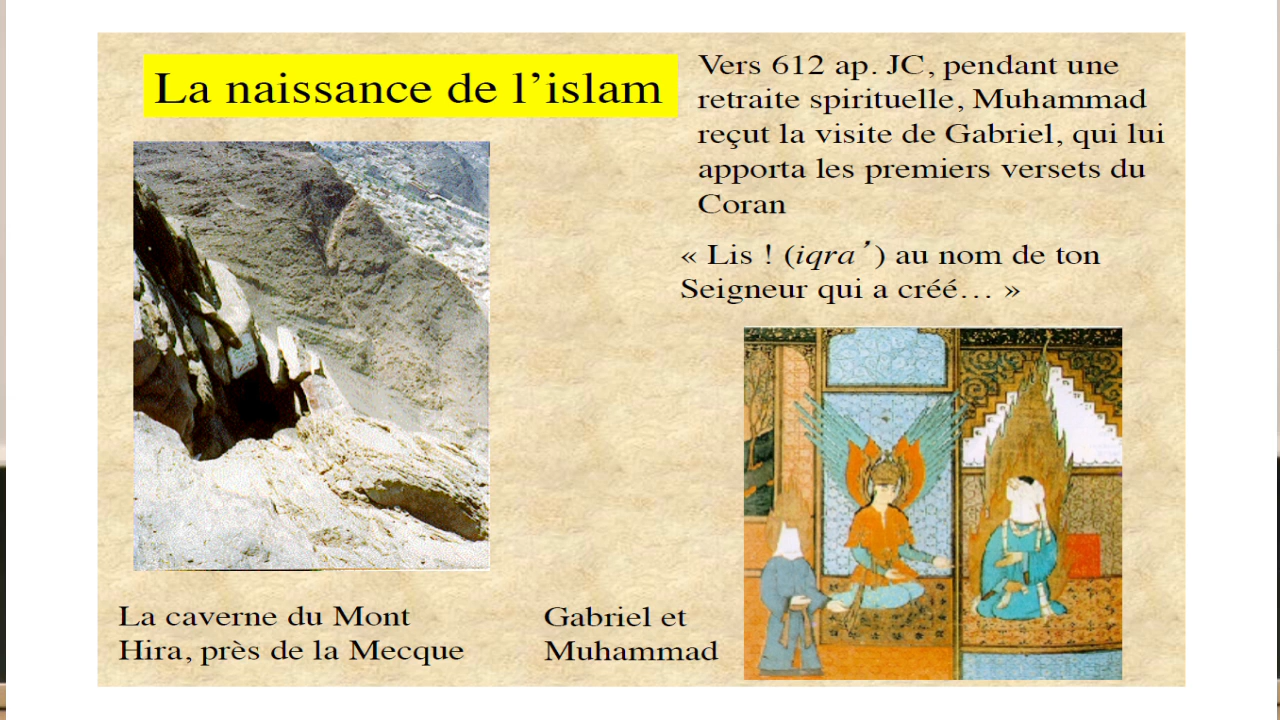 La naissance de l’islam
Vers 612 ap. JC, pendant une
retraite spirituelle, Muhammad
reçut la visite de Gabriel, qui lui
apporta les premiers versets du
Coran
« Lis ! (iqra’) au nom de ton
Seigneur qui a créé… »
La caverne du Mont
Hira, près de la Mecque
Gabriel et
Muhammad